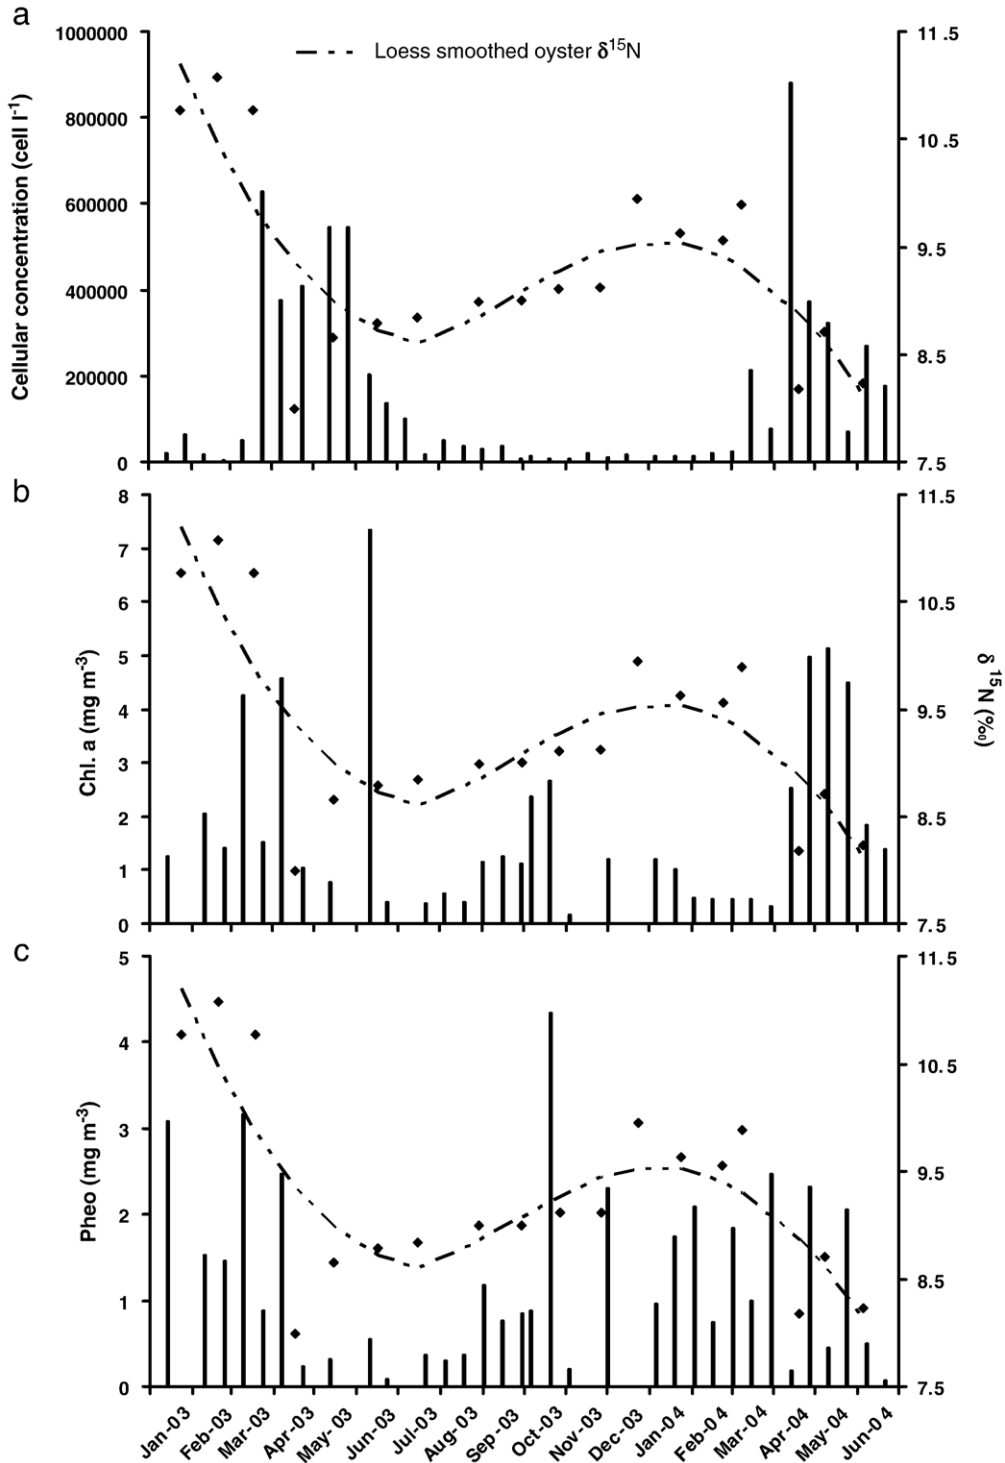 a
1000000
800000
600000
400000
200000
0
Cellular concentration (cell l-1)
Loess smoothed oyster δ15N
11.5
10.5
9.5
8.5
7.5
b
8
7
6
5
4
3
2
1
0
Chl. a (mg m-3)
11.5
10.5
9.5
8.5
7.5
δ 15N (‰)
c
5
4
3
2
1
0
Pheo (mg m-3)
11.5
10.5
9.5
8.5
7.5
Jan-03
Feb-03
Mar-03
Apr-03
May-03
Jun-03
Jul-03
Aug-03
Sep-03
Oct-03
Nov-03
Dec-03
Jan-04
Feb-04
Mar-04
Apr-04
May-04
Jun-04